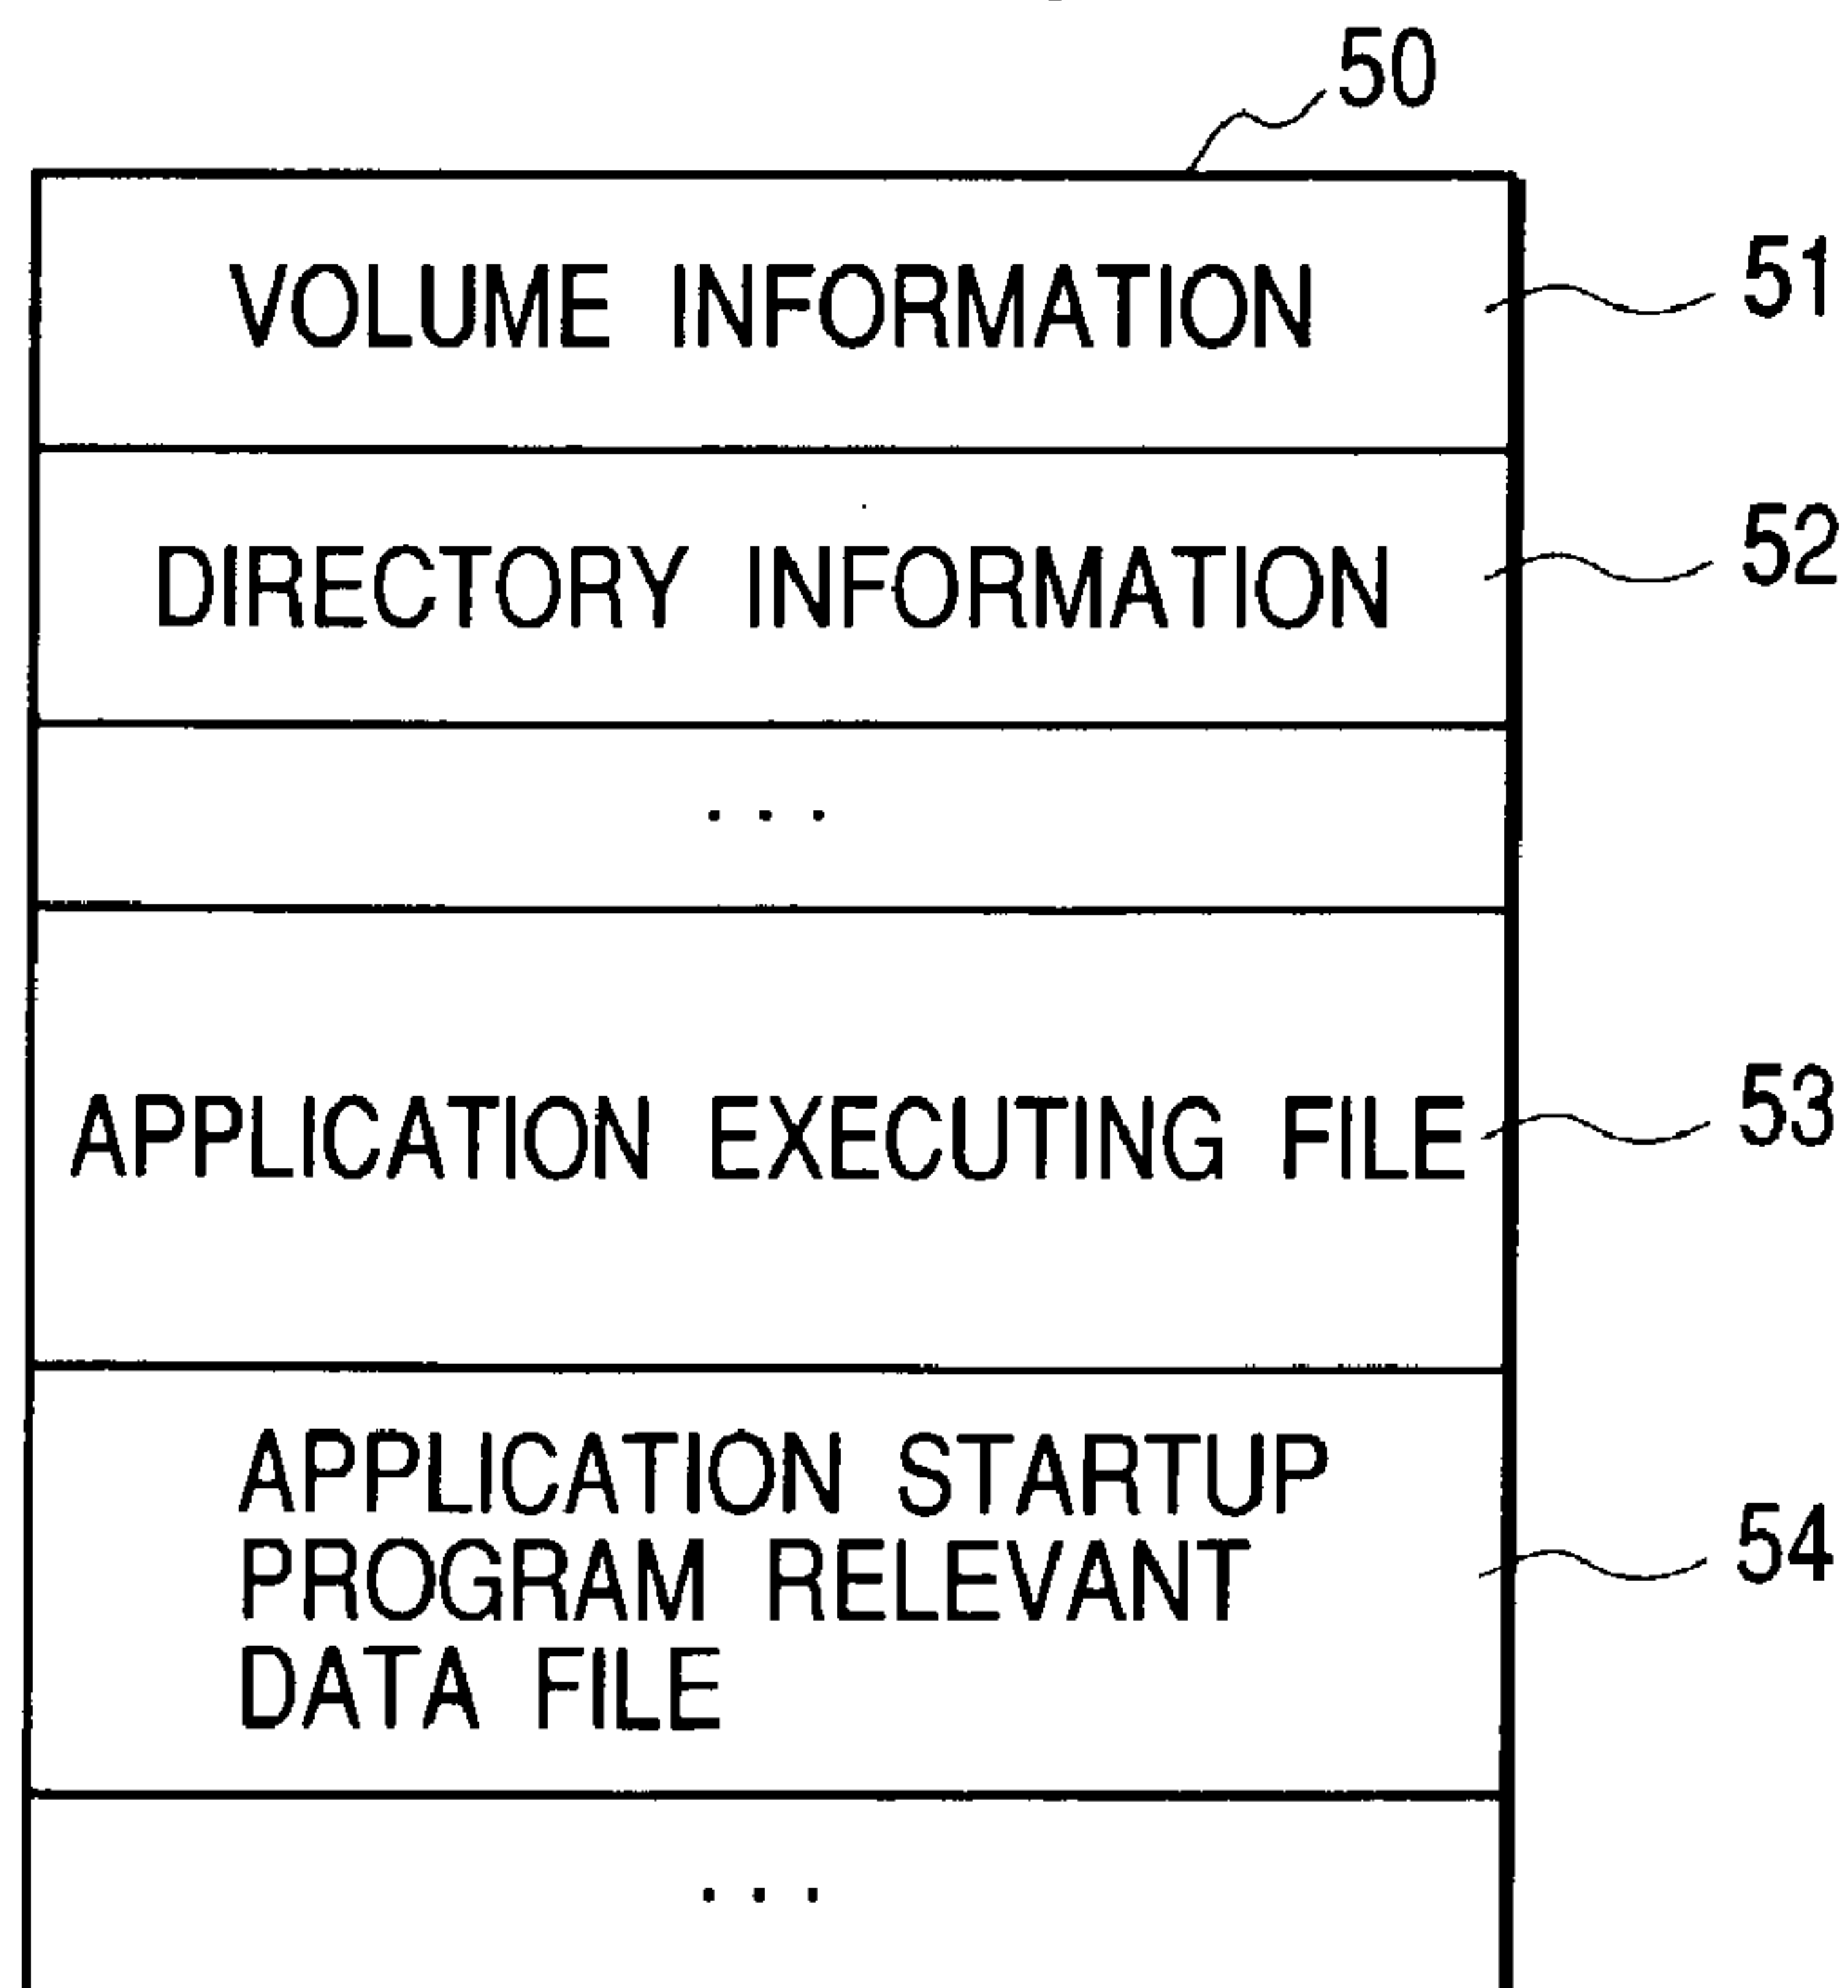 50
VOLUME INFORMATION 51
DIRECTORY INFORMATION 52
...
APPLICATION EXECUTING FILE 53
APPLICATION STARTUP
PROGRAM RELEVANT 54
DATA FILE
...